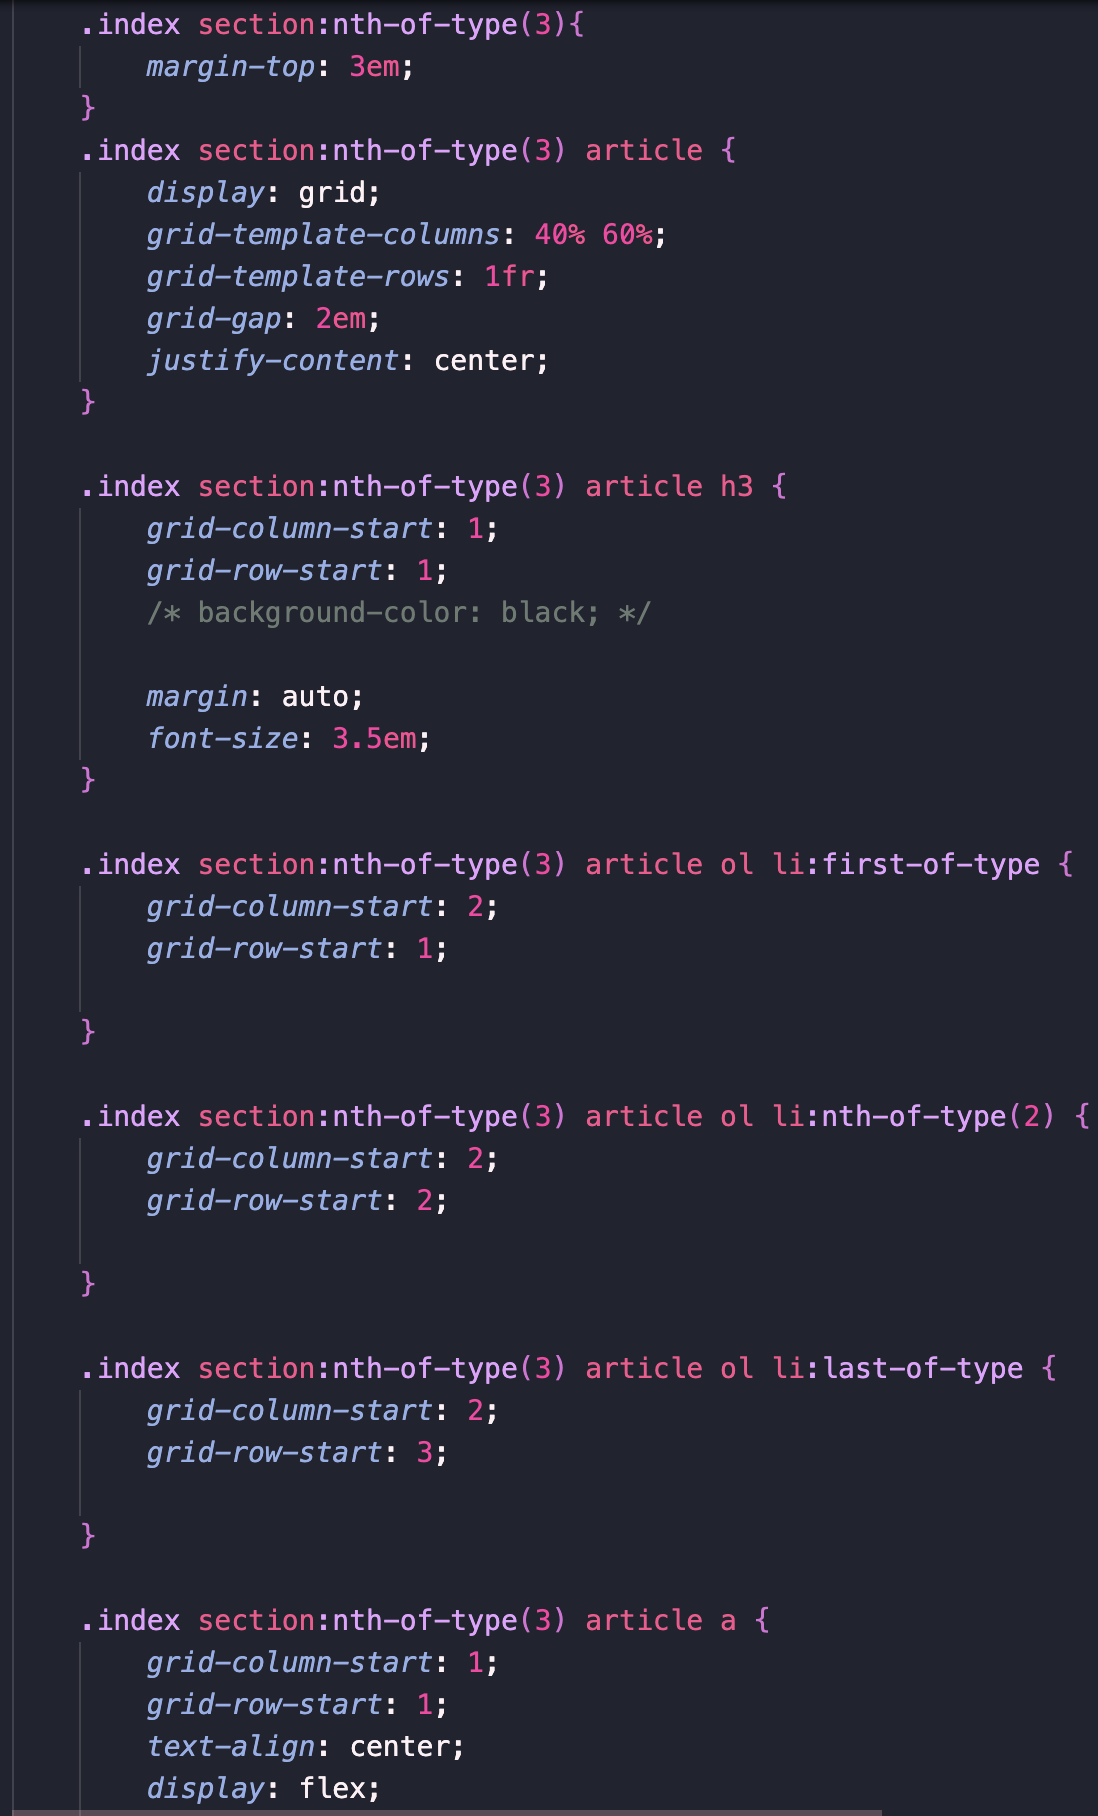 .index section:nth-of-type(3){
margin-top: 3em;
}
.index section:nth-of-type(3) article {
display: grid;
grid-template-columns: 40% 60%;
grid-template-rows: 1fr;
grid-gap: 2em;
justify-content: center;
}
.index section:nth-of-type(3) article h3 {
grid-column-start: 1;
grid-row-start: 1;
/* background-color: black; */
margin: auto;
font-size: 3.5em;
}
.index section:nth-of-type(3) article ol li:first-of-type {
grid-column-start: 2;
grid-row-start: 1;
}
.index section:nth-of-type(3) article ol li:nth-of-type(2) {
grid-column-start: 2;
grid-row-start: 2;
}
.index section:nth-of-type(3) article ol li:last-of-type {
grid-column-start: 2;
grid-row-start: 3;
}
.index section:nth-of-type(3) article a {
grid-column-start: 1;
grid-row-start: 1;
text-align: center;
display: flex;